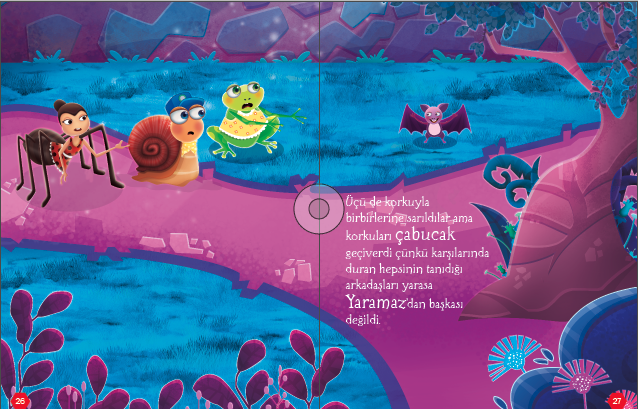 Üçü de korkuyla
birbirlerine sarıldılar ama
korkuları çabucak
geçiverdi çünkü karşılarında
duran hepsinin tanıdığı
arkadaşları yarasa
Yaramaz'dan başkası
değildi.
26
27